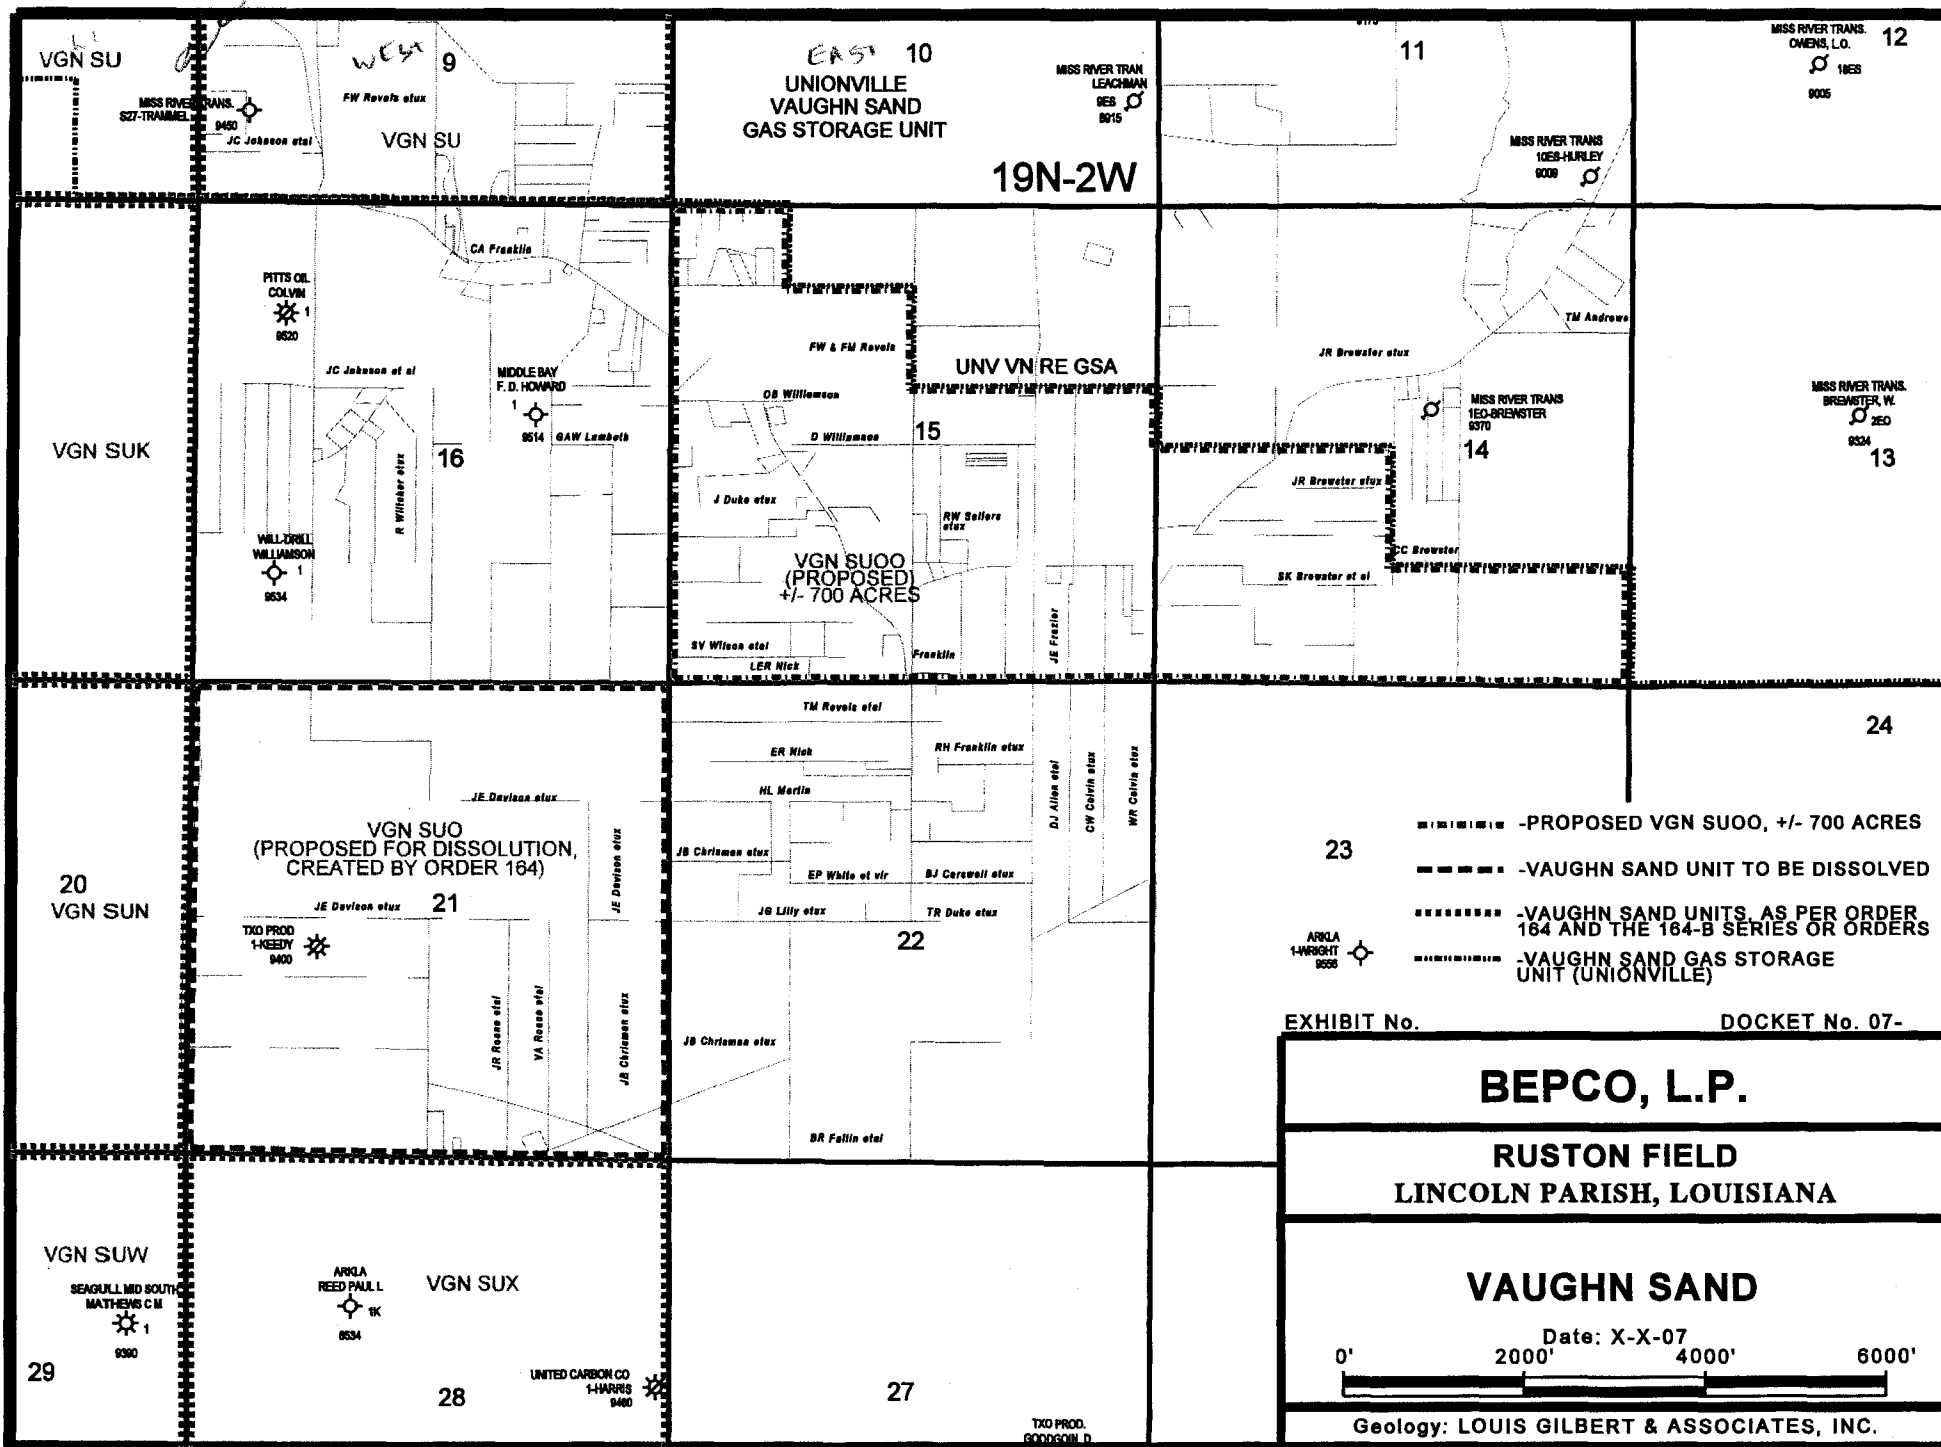 VGN SU
WEST
9
EAST
10
UNIONVILLE
VAUGHN SAND
GAS STORAGE UNIT
MISS RIVER TRAN
LEACHMAN
9ES
8915
11
MISS RIVER TRANS.
OWENS, L.O.
12
18ES
9005
MISS RIVER TRANS.
S27-TRAMMEL
9450
FW Revels etux
JC Johnson etal
VGN SU
19N-2W
MISS RIVER TRANS
10ES-HURLEY
9009
CA Franklin
PITTS OIL
COLVIN
1
9520
JC Johnson et al
MIDDLE BAY
F. D. HOWARD
1
9514
GAW Lambeth
VGN SUK
16
R Wiltcher etux
WILL-DRILL
WILLIAMSON
1
9534
FW & FM Revels
UNV VN RE GSA
OB Williamson
D Williamson
15
J Duke etux
RW Sellers
etux
VGN SUOO
(PROPOSED)
+/- 700 ACRES
SV Wilson etal
LER Nick
Franklin
JE Frazier
TM Andrews
JR Brewster etux
MISS RIVER TRANS
1EO-BREWSTER
9370
14
JR Brewster etux
CC Brewster
SK Brewster et al
MISS RIVER TRANS.
BREWSTER, W.
2EO
9324
13
TM Revels etal
ER Nick
RH Franklin etux
HL Martin
DJ Allen etal
CW Colvin etux
WR Colvin etux
JE Davison etux
VGN SUO
(PROPOSED FOR DISSOLUTION,
CREATED BY ORDER 164)
JE Davison etux
JE Davison etux
21
20
VGN SUN
TXO PROD
1-KEEDY
9400
JR Roane etal
VA Rousse etal
JR Chrisman etux
JB Chrisman etux
EP White et vir
BJ Carswell etux
JG Lilly etux
TR Duke etux
22
JB Chrisman etux
BR Fallin etal
24
23
ARKLA
1-WRIGHT
9556
-PROPOSED VGN SUOO, +/- 700 ACRES
-VAUGHN SAND UNIT TO BE DISSOLVED
-VAUGHN SAND UNITS, AS PER ORDER
164 AND THE 164-B SERIES OR ORDERS
-VAUGHN SAND GAS STORAGE
UNIT (UNIONVILLE)
EXHIBIT No.
DOCKET No. 07-
BEPCO, L.P.
RUSTON FIELD
LINCOLN PARISH, LOUISIANA
VAUGHN SAND
Date: X-X-07
0' 2000' 4000' 6000'
Geology: LOUIS GILBERT & ASSOCIATES, INC.
VGN SUW
SEAGULL MID SOUTH
MATHEWS C M
1
9390
29
ARKLA
REED PAUL L
1K
8534
VGN SUX
UNITED CARBON CO
1-HARRIS
9460
28
27
TXO PROD.
GOODGOIN, D.